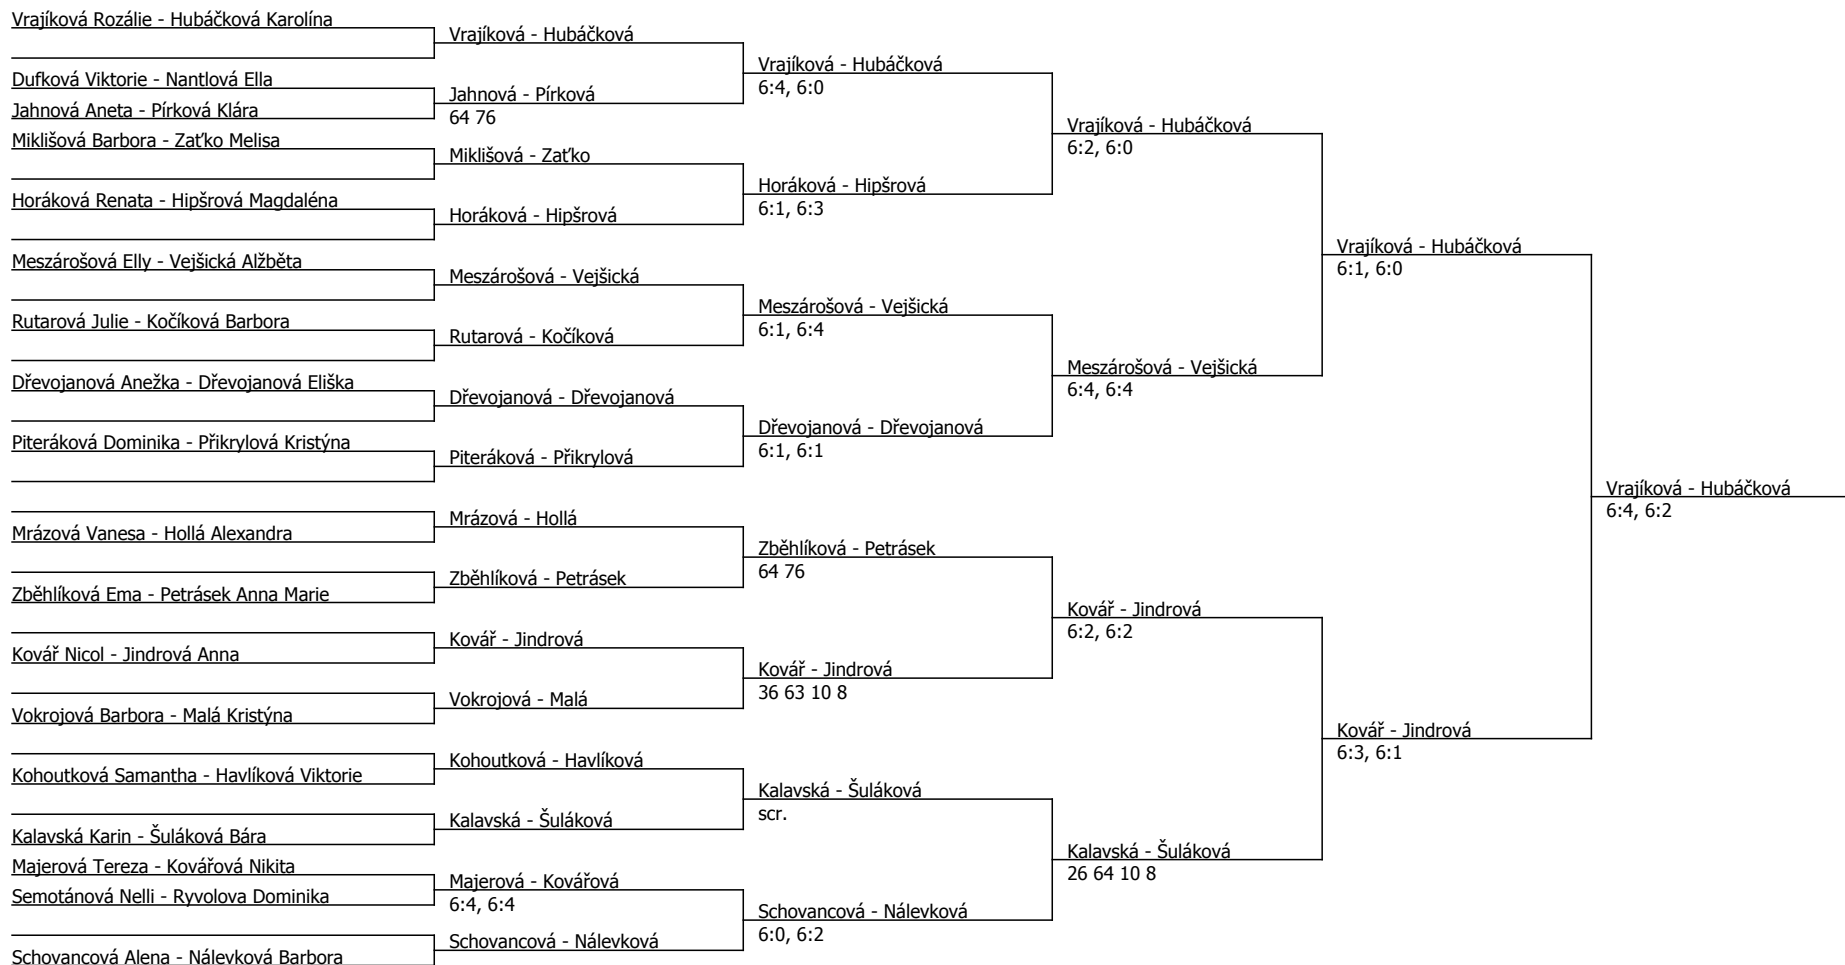 Vrajíková Rozálie - Hubáčková Karolína
Dufková Viktorie - Nantlová Ella
Jahnová Aneta - Pírková Klára
Miklišová Barbora - Zaťko Melisa
Horáková Renata - Hipšrová Magdaléna
Meszárošová Elly - Vejšická Alžběta
Rutarová Julie - Kočíková Barbora
Dřevojanová Anežka - Dřevojanová Eliška
Piteráková Dominika - Přikrylová Kristýna
Mrázová Vanesa - Hollá Alexandra
Zběhlíková Ema - Petrásek Anna Marie
Kovář Nicol - Jindrová Anna
Vokrojová Barbora - Malá Kristýna
Kohoutková Samantha - Havlíková Viktorie
Kalavská Karin - Šuláková Bára
Majerová Tereza - Kovářová Nikita
Semotánová Nelli - Ryvolova Dominika
Schovancová Alena - Nálevková Barbora
Vrajíková - Hubáčková
Jahnová - Pírková
64 76
Miklišová - Zaťko
Horáková - Hipšrová
Meszárošová - Vejšická
Rutarová - Kočíková
Dřevojanová - Dřevojanová
Piteráková - Přikrylová
Mrázová - Hollá
Zběhlíková - Petrásek
Kovář - Jindrová
Vokrojová - Malá
Kohoutková - Havlíková
Kalavská - Šuláková
Majerová - Kovářová
6:4, 6:4
Schovancová - Nálevková
Vrajíková - Hubáčková
6:4, 6:0
Horáková - Hipšrová
6:1, 6:3
Meszárošová - Vejšická
6:1, 6:4
Dřevojanová - Dřevojanová
6:1, 6:1
Zběhlíková - Petrásek
64 76
Kovář - Jindrová
36 63 10 8
Kalavská - Šuláková
scr.
Schovancová - Nálevková
6:0, 6:2
Vrajíková - Hubáčková
6:2, 6:0
Meszárošová - Vejšická
6:4, 6:4
Kovář - Jindrová
6:2, 6:2
Kalavská - Šuláková
26 64 10 8
Vrajíková - Hubáčková
6:1, 6:0
Kovář - Jindrová
6:3, 6:1
Vrajíková - Hubáčková
6:4, 6:2